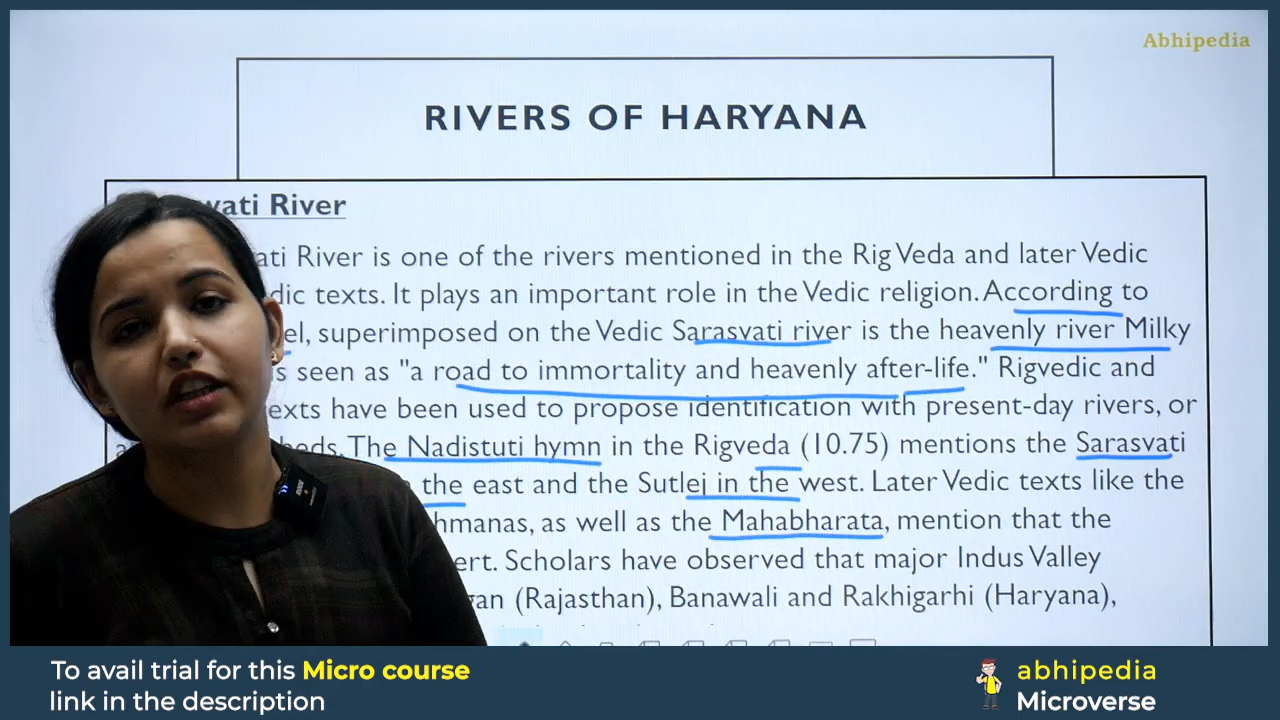 Abhipedia
RIVERS OF HARYANA
wati River
ati River is one of the rivers mentioned in the Rig Veda and later Vedic
dic texts. It plays an important role in the Vedic religion. According to
el, superimposed on the Vedic Sarasvati river is the heavenly river Milky
s seen as "a road to immortality and heavenly after-life." Rigvedic and
exts have been used to propose identification with present-day rivers, or
a eds. The Nadistuti hymn in the Rigveda (10.75) mentions the Sarasvati
the east and the Sutlej in the west. Later Vedic texts like the
hmanas, as well as the Mahabharata, mention that the
ert. Scholars have observed that major Indus Valley
gan (Rajasthan), Banawali and Rakhigarhi (Haryana),
To avail trial for this Micro course
link in the description
abhipedia
Microverse